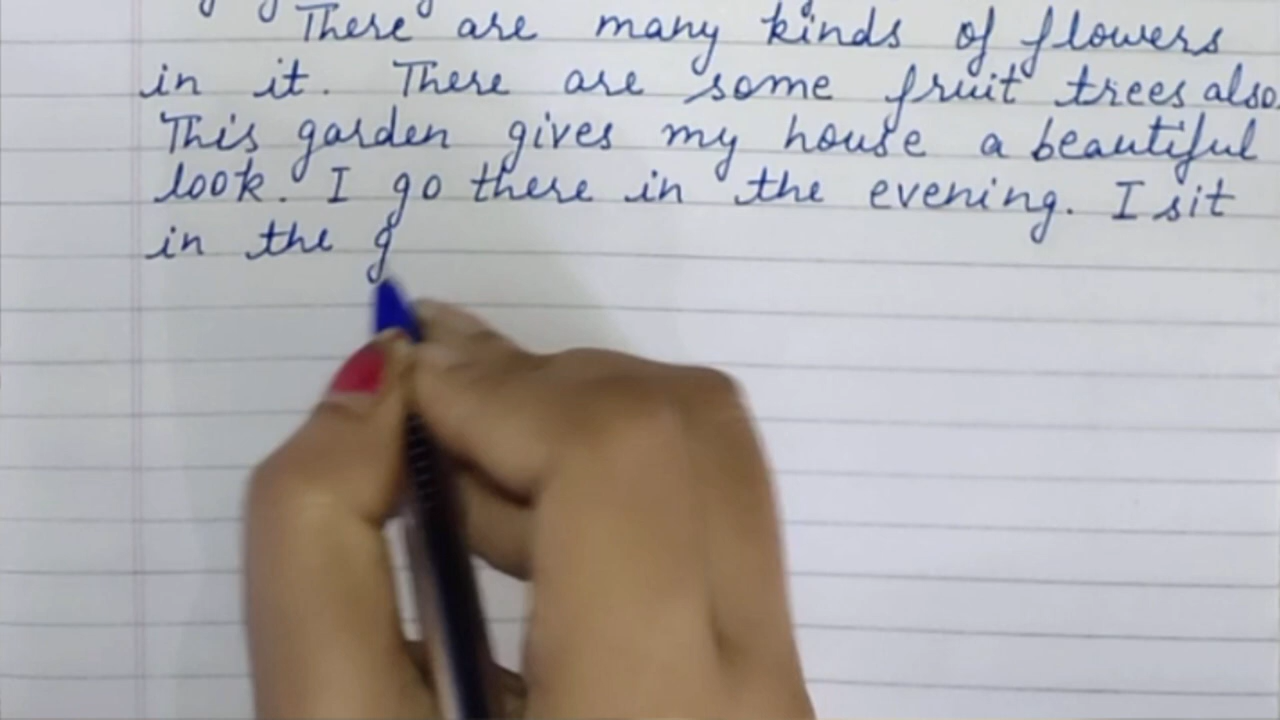 There are many kinds of flowers
in it. There are some fruit trees also
This garden gives my house a beautiful
look. I go there in the evening. I sit
in the g